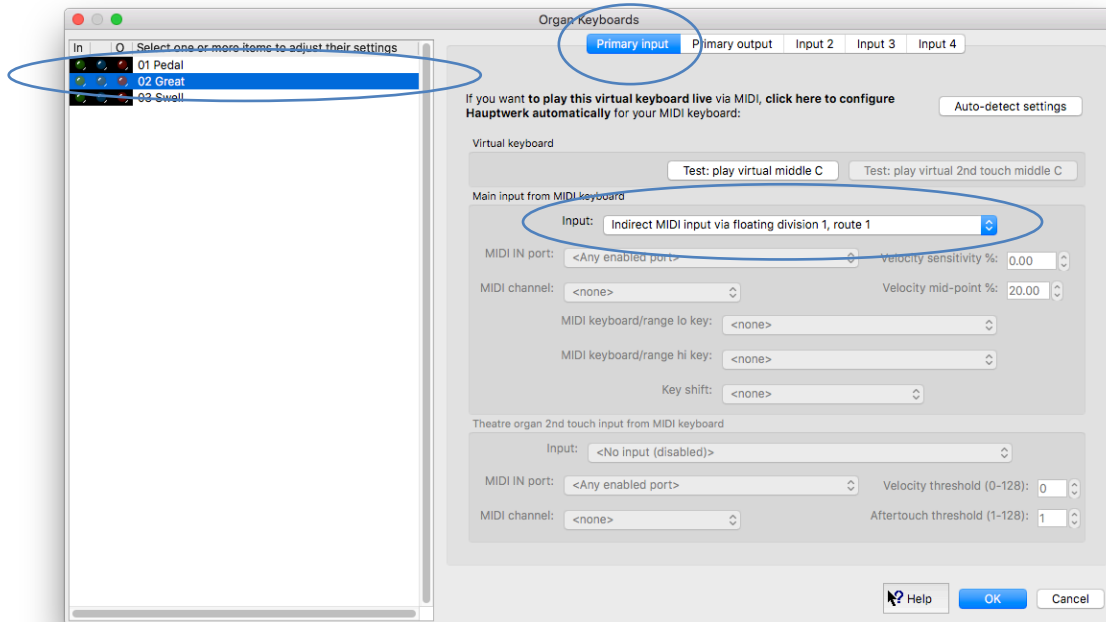 Organ Keyboards
In O Select one or more items to adjust their settings
01 Pedal
02 Great
03 Swell
Primary input Primary output Input 2 Input 3 Input 4
If you want to play this virtual keyboard live via MIDI, click here to configure
Hauptwerk automatically for your MIDI keyboard:
Auto-detect settings
Virtual keyboard
Test: play virtual middle C Test: play virtual 2nd touch middle C
Main input from MIDI keyboard
Input: Indirect MIDI input via floating division 1, route 1
MIDI IN port: <Any enabled port> Velocity sensitivity %: 0.00
MIDI channel: <none> Velocity mid-point %: 20.00
MIDI keyboard/range lo key: <none>
MIDI keyboard/range hi key: <none>
Key shift: <none>
Theatre organ 2nd touch input from MIDI keyboard
Input: <No input (disabled)>
MIDI IN port: <Any enabled port> Velocity threshold (0-128): 0
MIDI channel: <none> Aftertouch threshold (1-128): 1
? Help OK Cancel